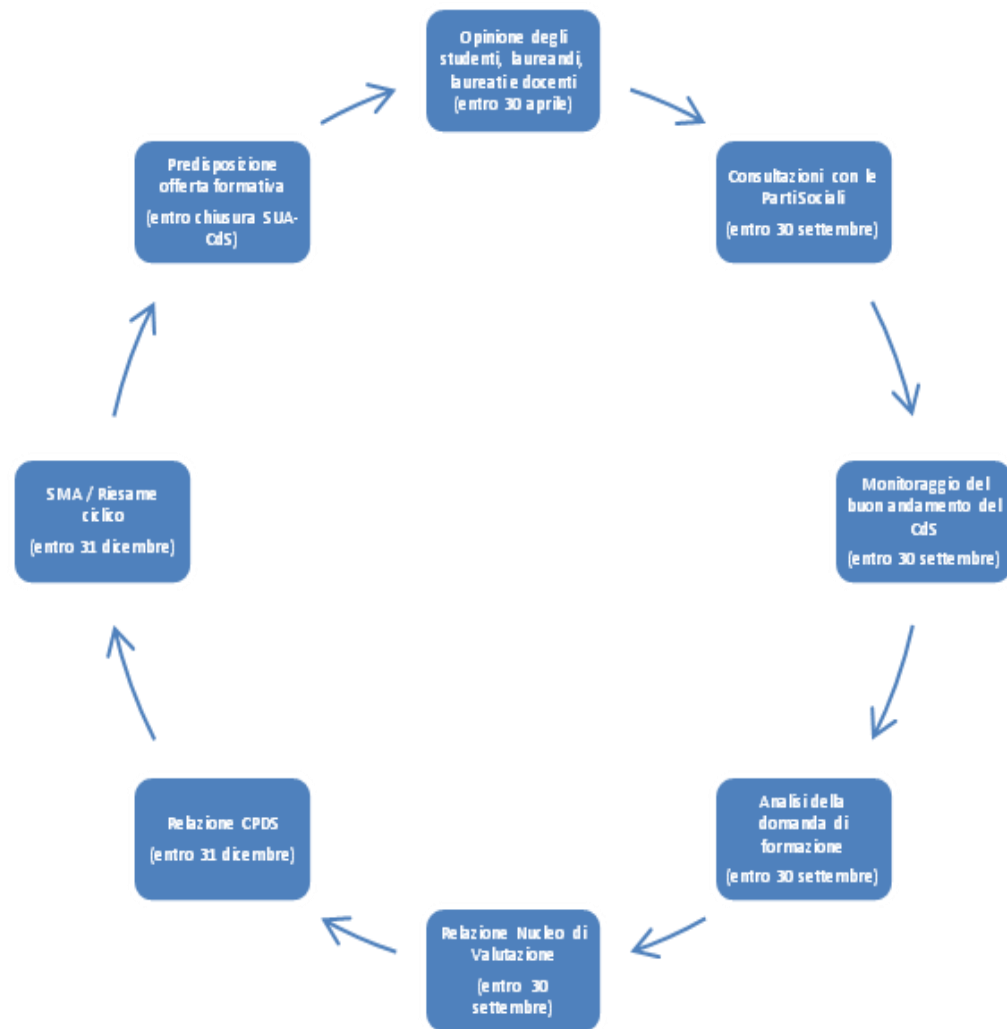 Opinione degli
studenti, laureandi,
laureati e docenti
(entro 30 aprile)
Consultazioni con le
Parti Sociali
(entro 30 settembre)
Monitoraggio del
buon andamento del
CdS
(entro 30 settembre)
Analisi della
domanda di
formazione
(entro 30 settembre)
Relazione Nucleo di
Valutazione
(entro 30
settembre)
Relazione CPDS
(entro 31 dicembre)
SMA / Riesame
ciclico
(entro 31 dicembre)
Predisposizione
offerta formativa
(entro chiusura SUA-
CdS)